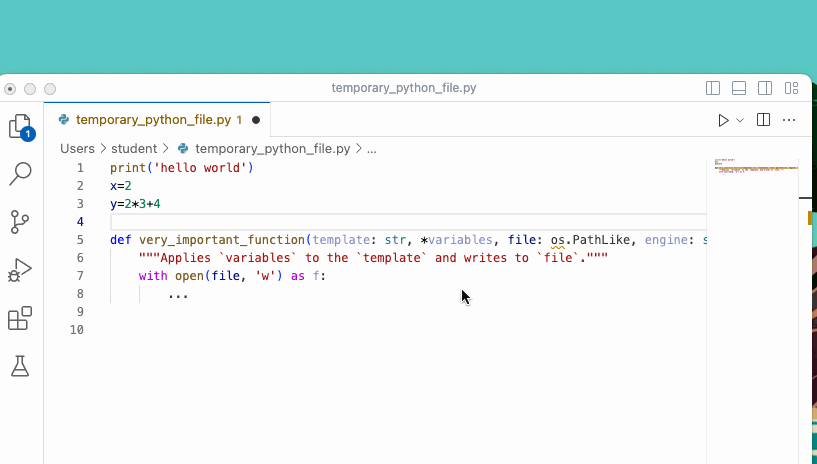 temporary_python_file.py
temporary_python_file.py 1
1
Users > student > temporary_python_file.py > ...
1 print('hello world')
2 x=2
3 y=2*3+4
4
5 def very_important_function(template: str, *variables, file: os.PathLike, engine: s
6 """Applies `variables` to the `template` and writes to `file`."""
7 with open(file, 'w') as f:
8 ...
9
10